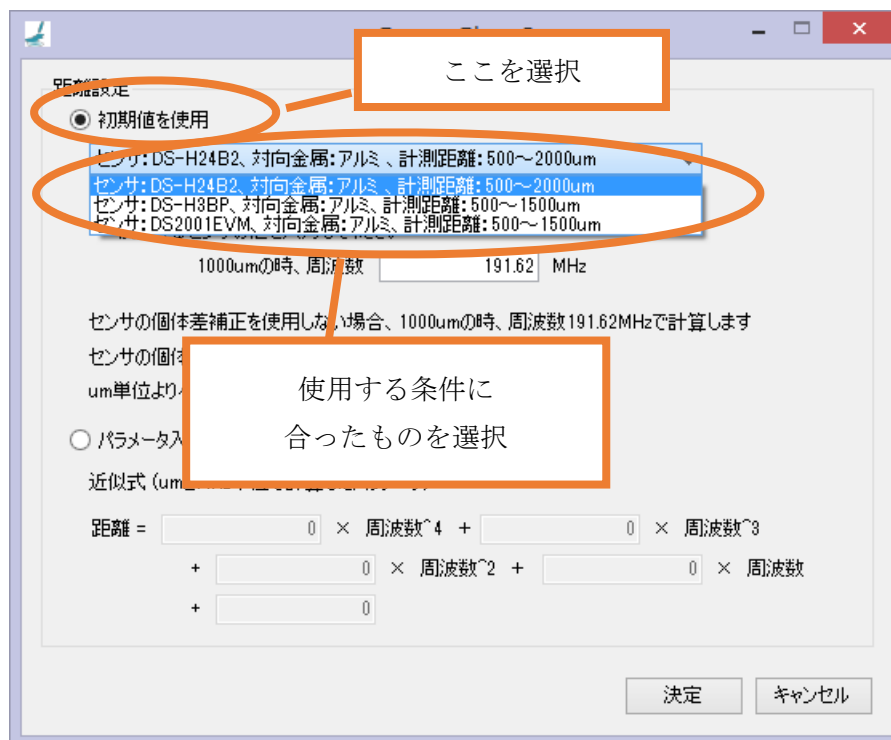 ここを選択
距離設定
初期値を使用
センサ:DS-H24B2、対向金属:アルミ、計測距離:500～2000um
センサ:DS-H24B2、対向金属:アルミ、計測距離:500～2000um
センサ:DS-H3BP、対向金属:アルミ、計測距離:500～1500um
センサ:DS2001EVM、対向金属:アルミ、計測距離:500～1500um
1000umの時、周波数 191.62 MHz
センサの個体差補正を使用しない場合、1000umの時、周波数191.62MHzで計算します
センサの個体
um単位より
使用する条件に
合ったものを選択
パラメータ入
近似式(um
距離 = 0 × 周波数^4 + 0 × 周波数^3
+ 0 × 周波数^2 + 0 × 周波数
+ 0
決定 キャンセル